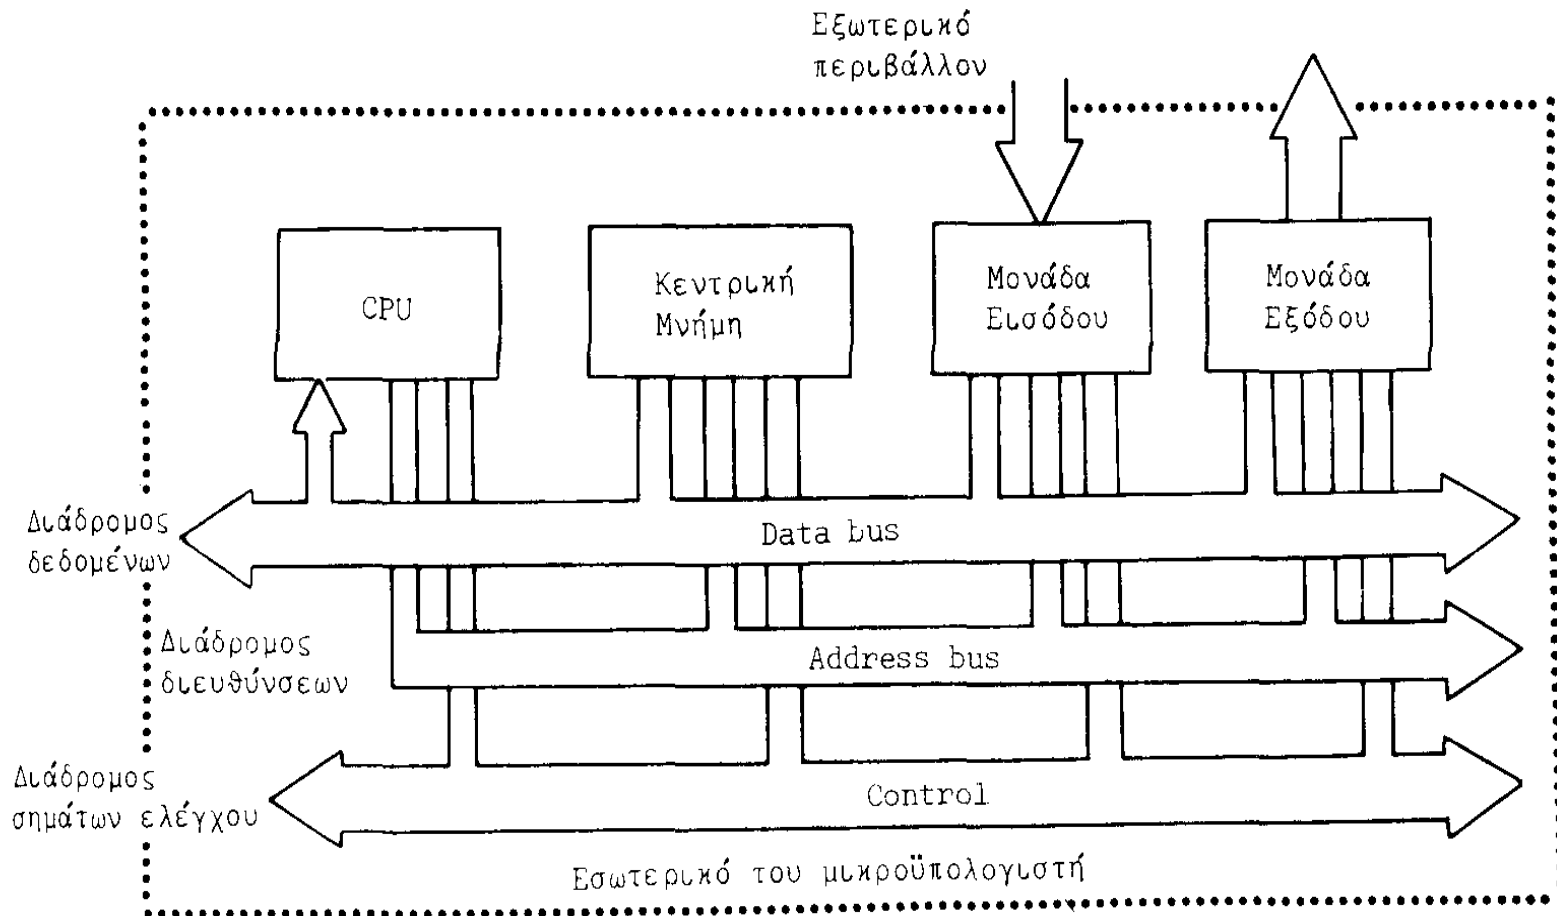 Εξωτερικό
περιβάλλον
CPU
Κεντρική
Μνήμη
Μονάδα
Εισόδου
Μονάδα
Εξόδου
Διάδρομος
δεδομένων
Data bus
Διάδρομος
διευθύνσεων
Address bus
Διάδρομος
σημάτων ελέγχου
Control
Εσωτερικό του μικροϋπολογιστή